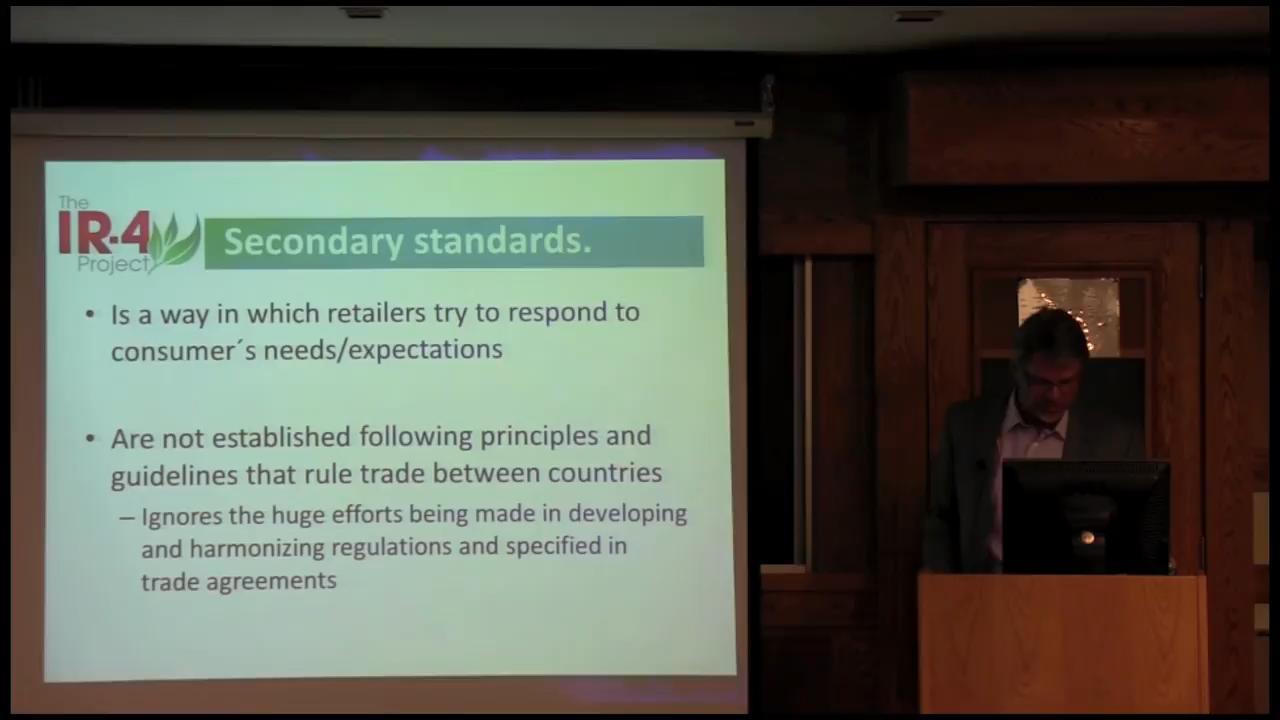 The
IR-4
Project
Secondary standards.
• Is a way in which retailers try to respond to
consumer´s needs/expectations
• Are not established following principles and
guidelines that rule trade between countries
– Ignores the huge efforts being made in developing
and harmonizing regulations and specified in
trade agreements